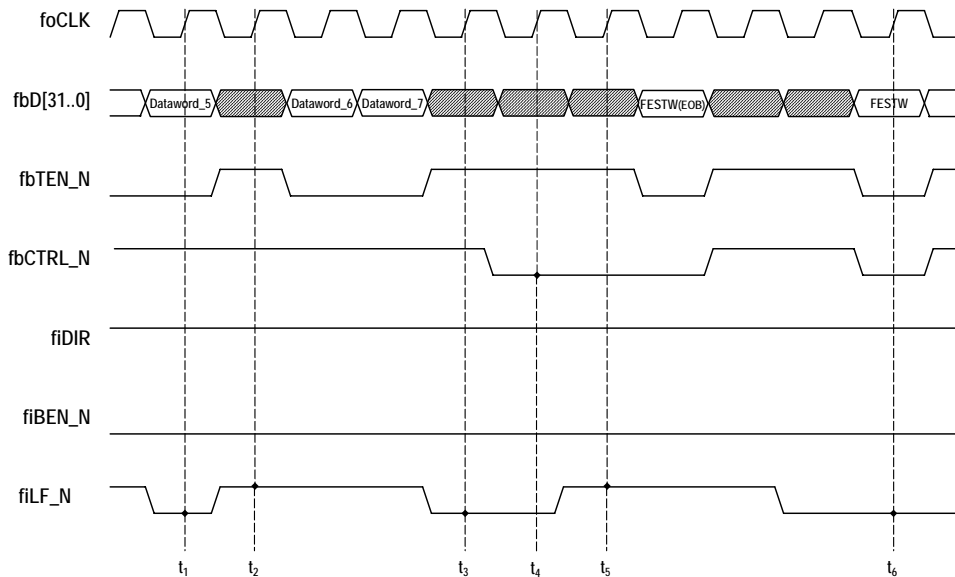 foCLK
fbD[31..0]
Dataword_5
Dataword_6
Dataword_7
FESTW(EOB)
FESTW
fbTEN_N
fbCTRL_N
fiDIR
fiBEN_N
fiLF_N
t1
t2
t3
t4
t5
t6